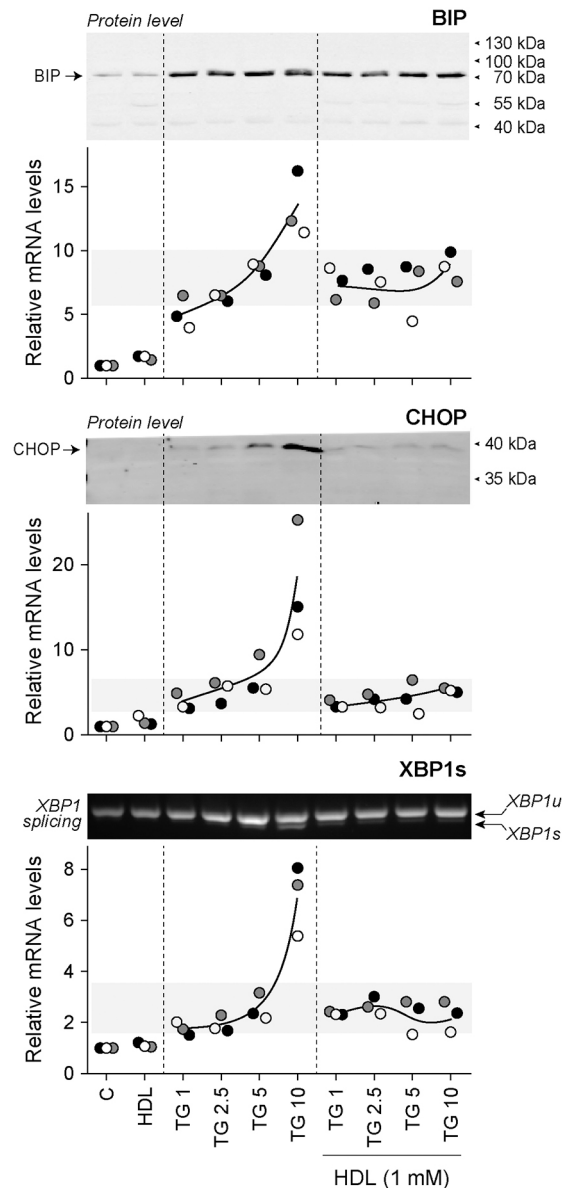 Protein level
BIP
BIP
130 kDa
100 kDa
70 kDa
55 kDa
40 kDa
Relative mRNA levels
15
10
5
0
Protein level
CHOP
CHOP
40 kDa
35 kDa
Relative mRNA levels
20
10
0
XBP1s
XBP1
splicing
XBP1u
XBP1s
Relative mRNA levels
8
6
4
2
0
C
HDL
TG 1
TG 2.5
TG 5
TG 10
TG 1
TG 2.5
TG 5
TG 10
HDL (1 mM)